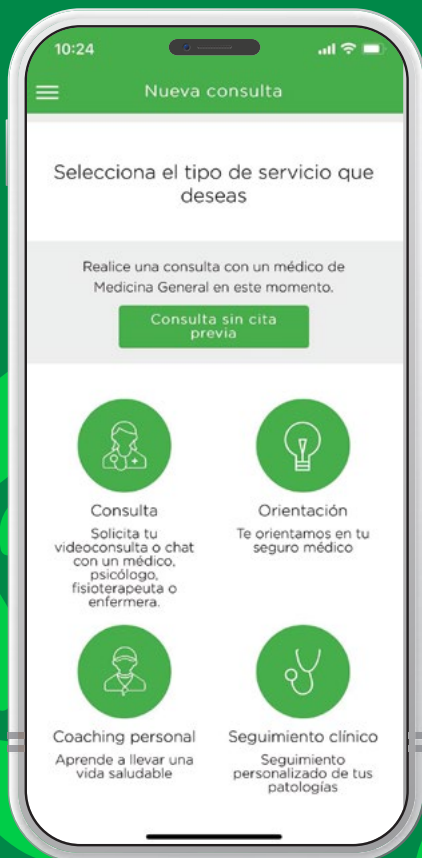 10:24
Nueva consulta
Selecciona el tipo de servicio que
deseas
Realice una consulta con un médico de
Medicina General en este momento.
Consulta sin cita
previa
Consulta
Solicita tu
videoconsulta o chat
con un médico,
psicólogo,
fisioterapeuta o
enfermera.
Orientación
Te orientamos en tu
seguro médico
Coaching personal
Aprende a llevar una
vida saludable
Seguimiento clínico
Seguimiento
personalizado de tus
patologías